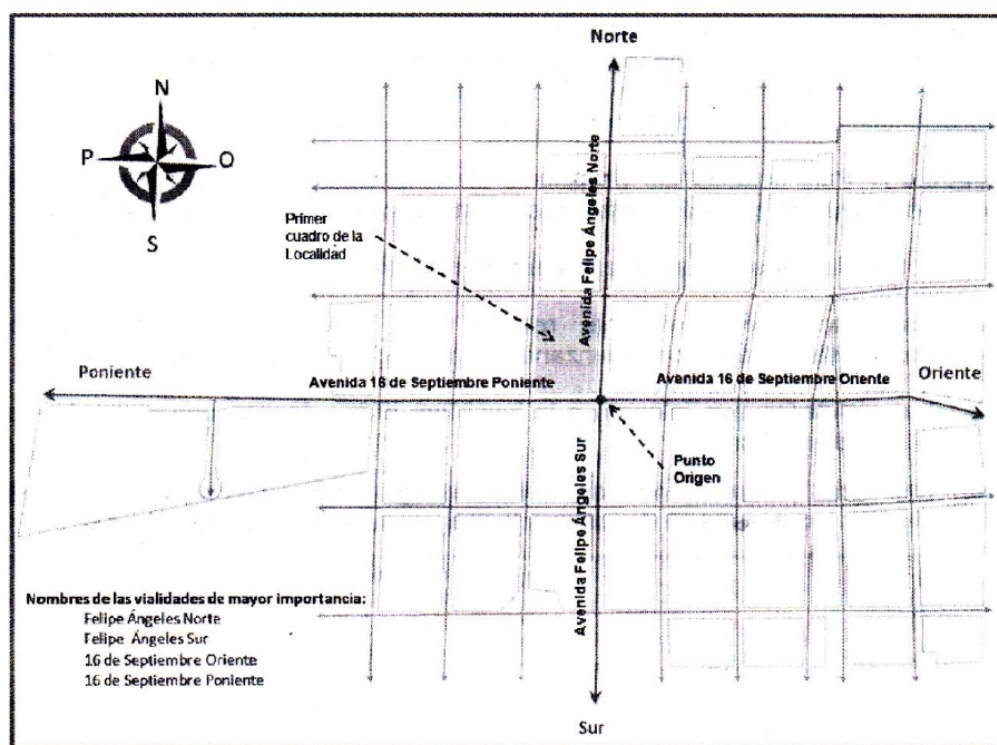 Norte
N
P
O
S
Primer
cuadro de la
Localidad
Avenida Felipe Ángeles Norte
Poniente
Avenida 16 de Septiembre Poniente
Avenida 16 de Septiembre Oriente
Oriente
Avenida Felipe Ángeles Sur
Punto
Origen
Nombres de las vialidades de mayor importancia:
Felipe Ángeles Norte
Felipe Ángeles Sur
16 de Septiembre Oriente
16 de Septiembre Poniente
Sur